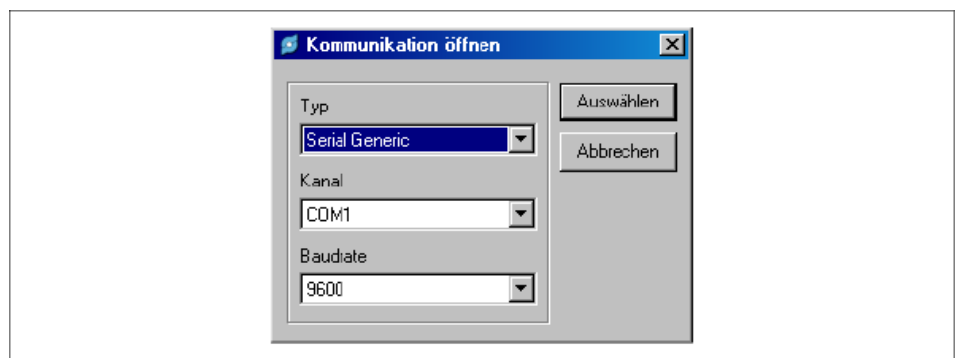 Kommunikation öffnen
Typ
Serial Generic
Kanal
COM1
Baudrate
9600
Auswählen
Abbrechen